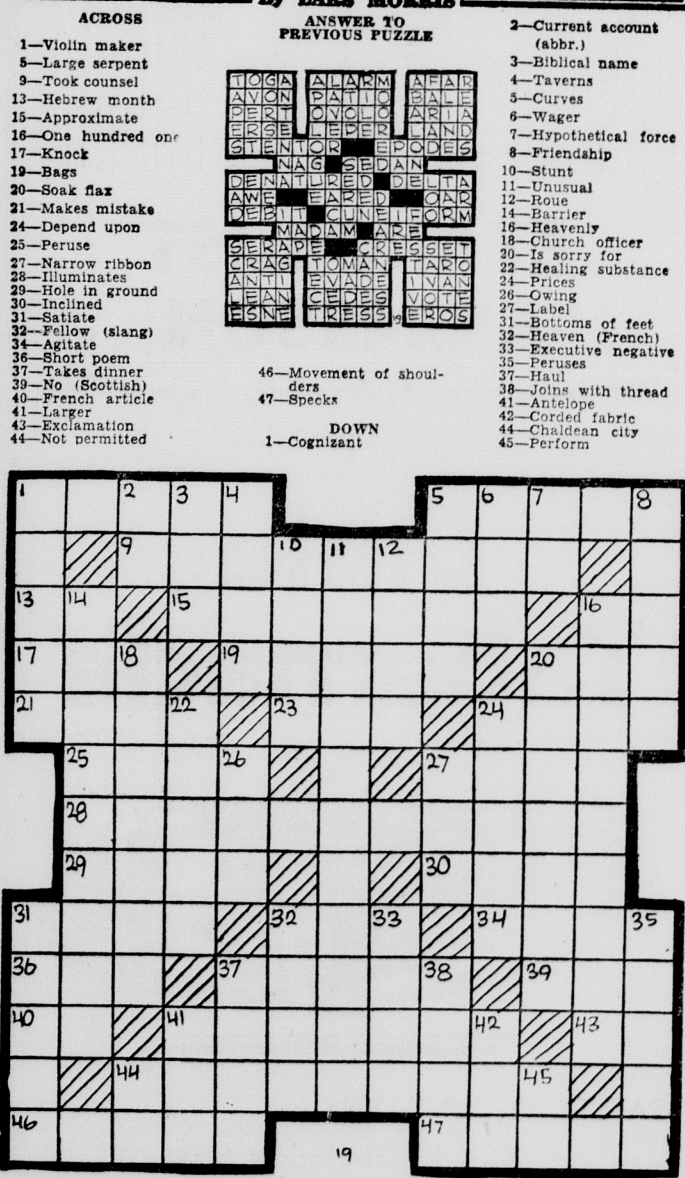 By LARS MORRIS
ACROSS
1—Violin maker
5—Large serpent
9—Took counsel
13—Hebrew month
15—Approximate
16—One hundred one
17—Knock
19—Bags
20—Soak flax
21—Makes mistake
24—Depend upon
25—Peruse
27—Narrow ribbon
28—Illuminates
29—Hole in ground
30—Inclined
31—Satiate
32—Fellow (slang)
34—Agitate
36—Short poem
37—Takes dinner
39—No (Scottish)
40—French article
41—Larger
43—Exclamation
44—Not permitted
ANSWER TO
PREVIOUS PUZZLE
TOGA ALARM AFAR
AVON PATIO BALE
PERT OVOLO ARIA
ERSE LEPER LAND
STENTOR EPODES
NAG SEDAN
DENATURED DELTA
AWE EARED OAR
DEBIT CUNEIFORM
MADAM ARE
SERAPE CRESSET
CRAG TOMAN TARO
ANTI EVADE IVAN
LEAN CEDES VOTE
ESNE TRESS 19 EROS
46—Movement of shoul-
ders
47—Specks
DOWN
1—Cognizant
2—Current account
(abbr.)
3—Biblical name
4—Taverns
5—Curves
6—Wager
7—Hypothetical force
8—Friendship
10—Stunt
11—Unusual
12—Roue
14—Barrier
16—Heavenly
18—Church officer
20—Is sorry for
22—Healing substance
24—Prices
26—Owing
27—Label
31—Bottoms of feet
32—Heaven (French)
33—Executive negative
35—Peruses
37—Haul
38—Joins with thread
41—Antelope
42—Corded fabric
44—Chaldean city
45—Perform
1 2 3 4 5 6 7 8
9 10 11 12
13 14 15 16
17 18 19 20
21 22 23 24
25 26 27
28
29 30
31 32 33 34 35
36 37 38 39
40 41 42 43
44 45
46 19 47